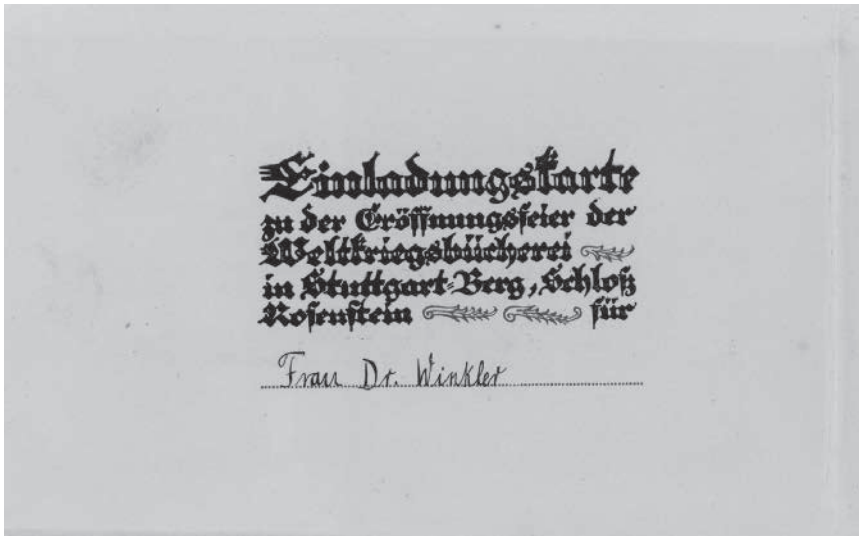 Einladungskarte
zu der Eröffnungsfeier der
Weltkriegsbücherei
in Stuttgart-Berg, Schloß
Rosenstein für
Frau Dr. Winkler